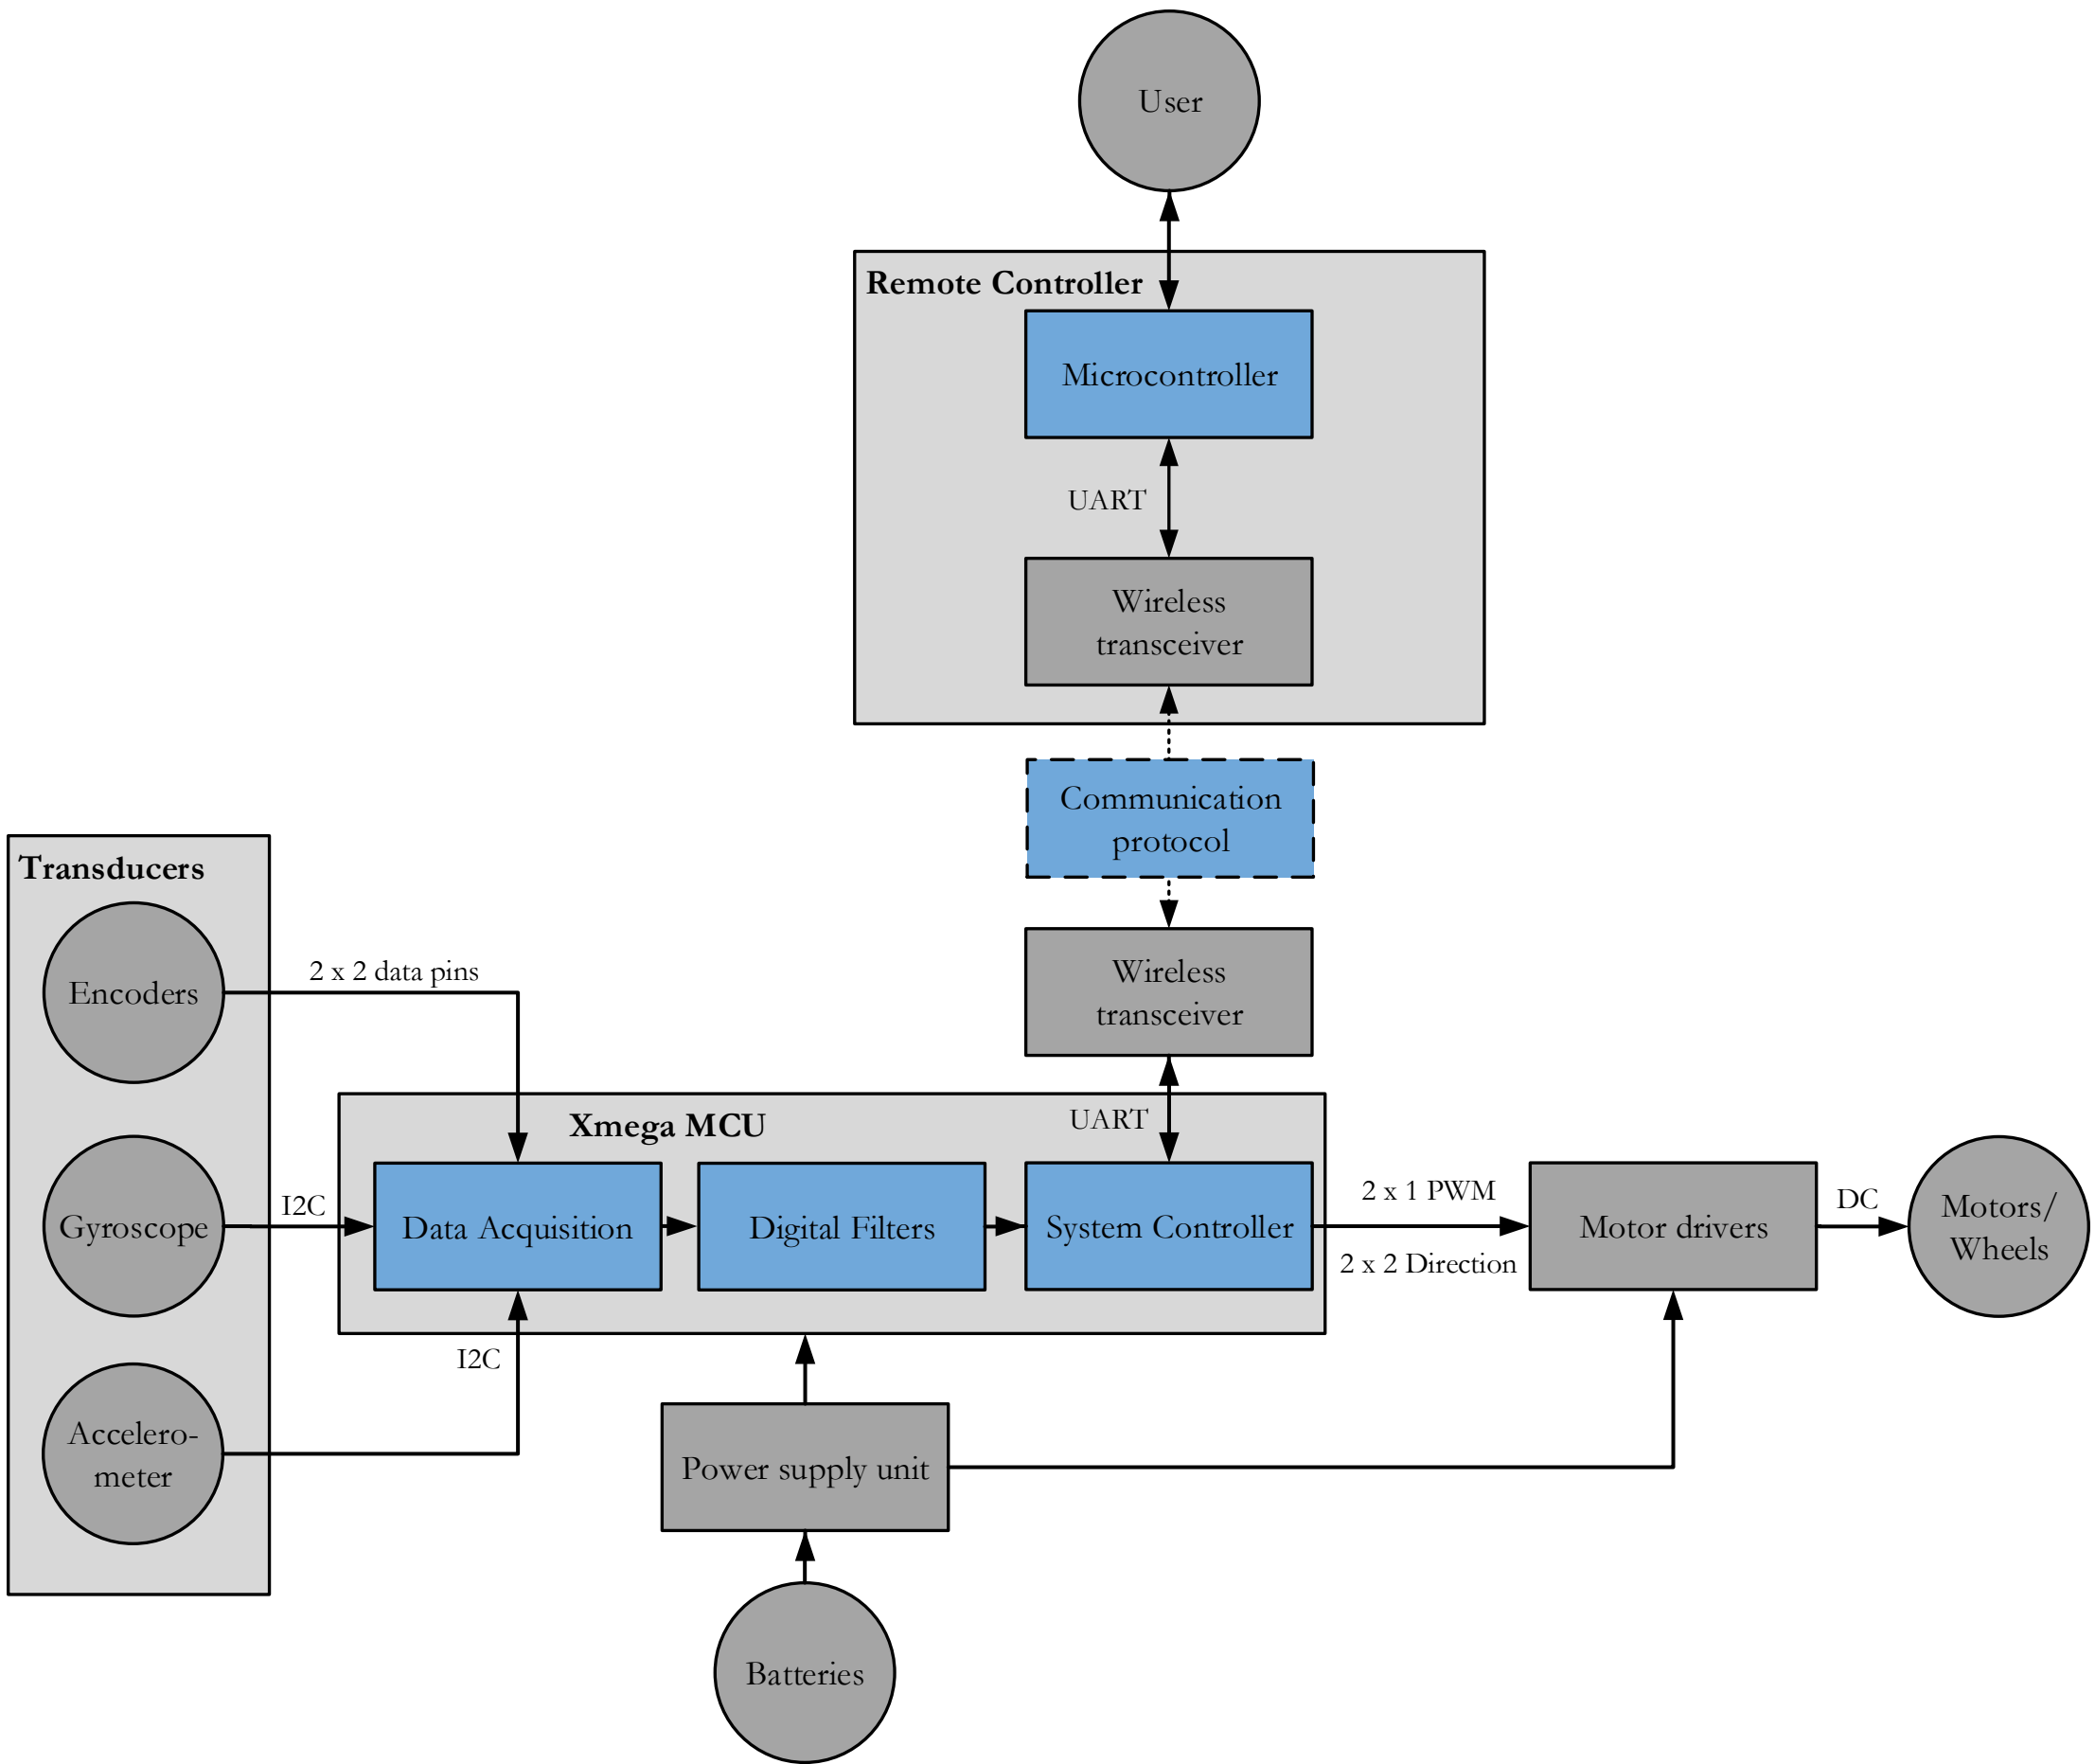 User
Remote Controller
Microcontroller
UART
Wireless
transceiver
Communication
protocol
Transducers
Encoders
2 x 2 data pins
Wireless
transceiver
Xmega MCU
UART
Gyroscope
I2C
Data Acquisition
Digital Filters
System Controller
2 x 1 PWM
2 x 2 Direction
Motor drivers
DC
Motors/
Wheels
I2C
Accelero-
meter
Power supply unit
Batteries